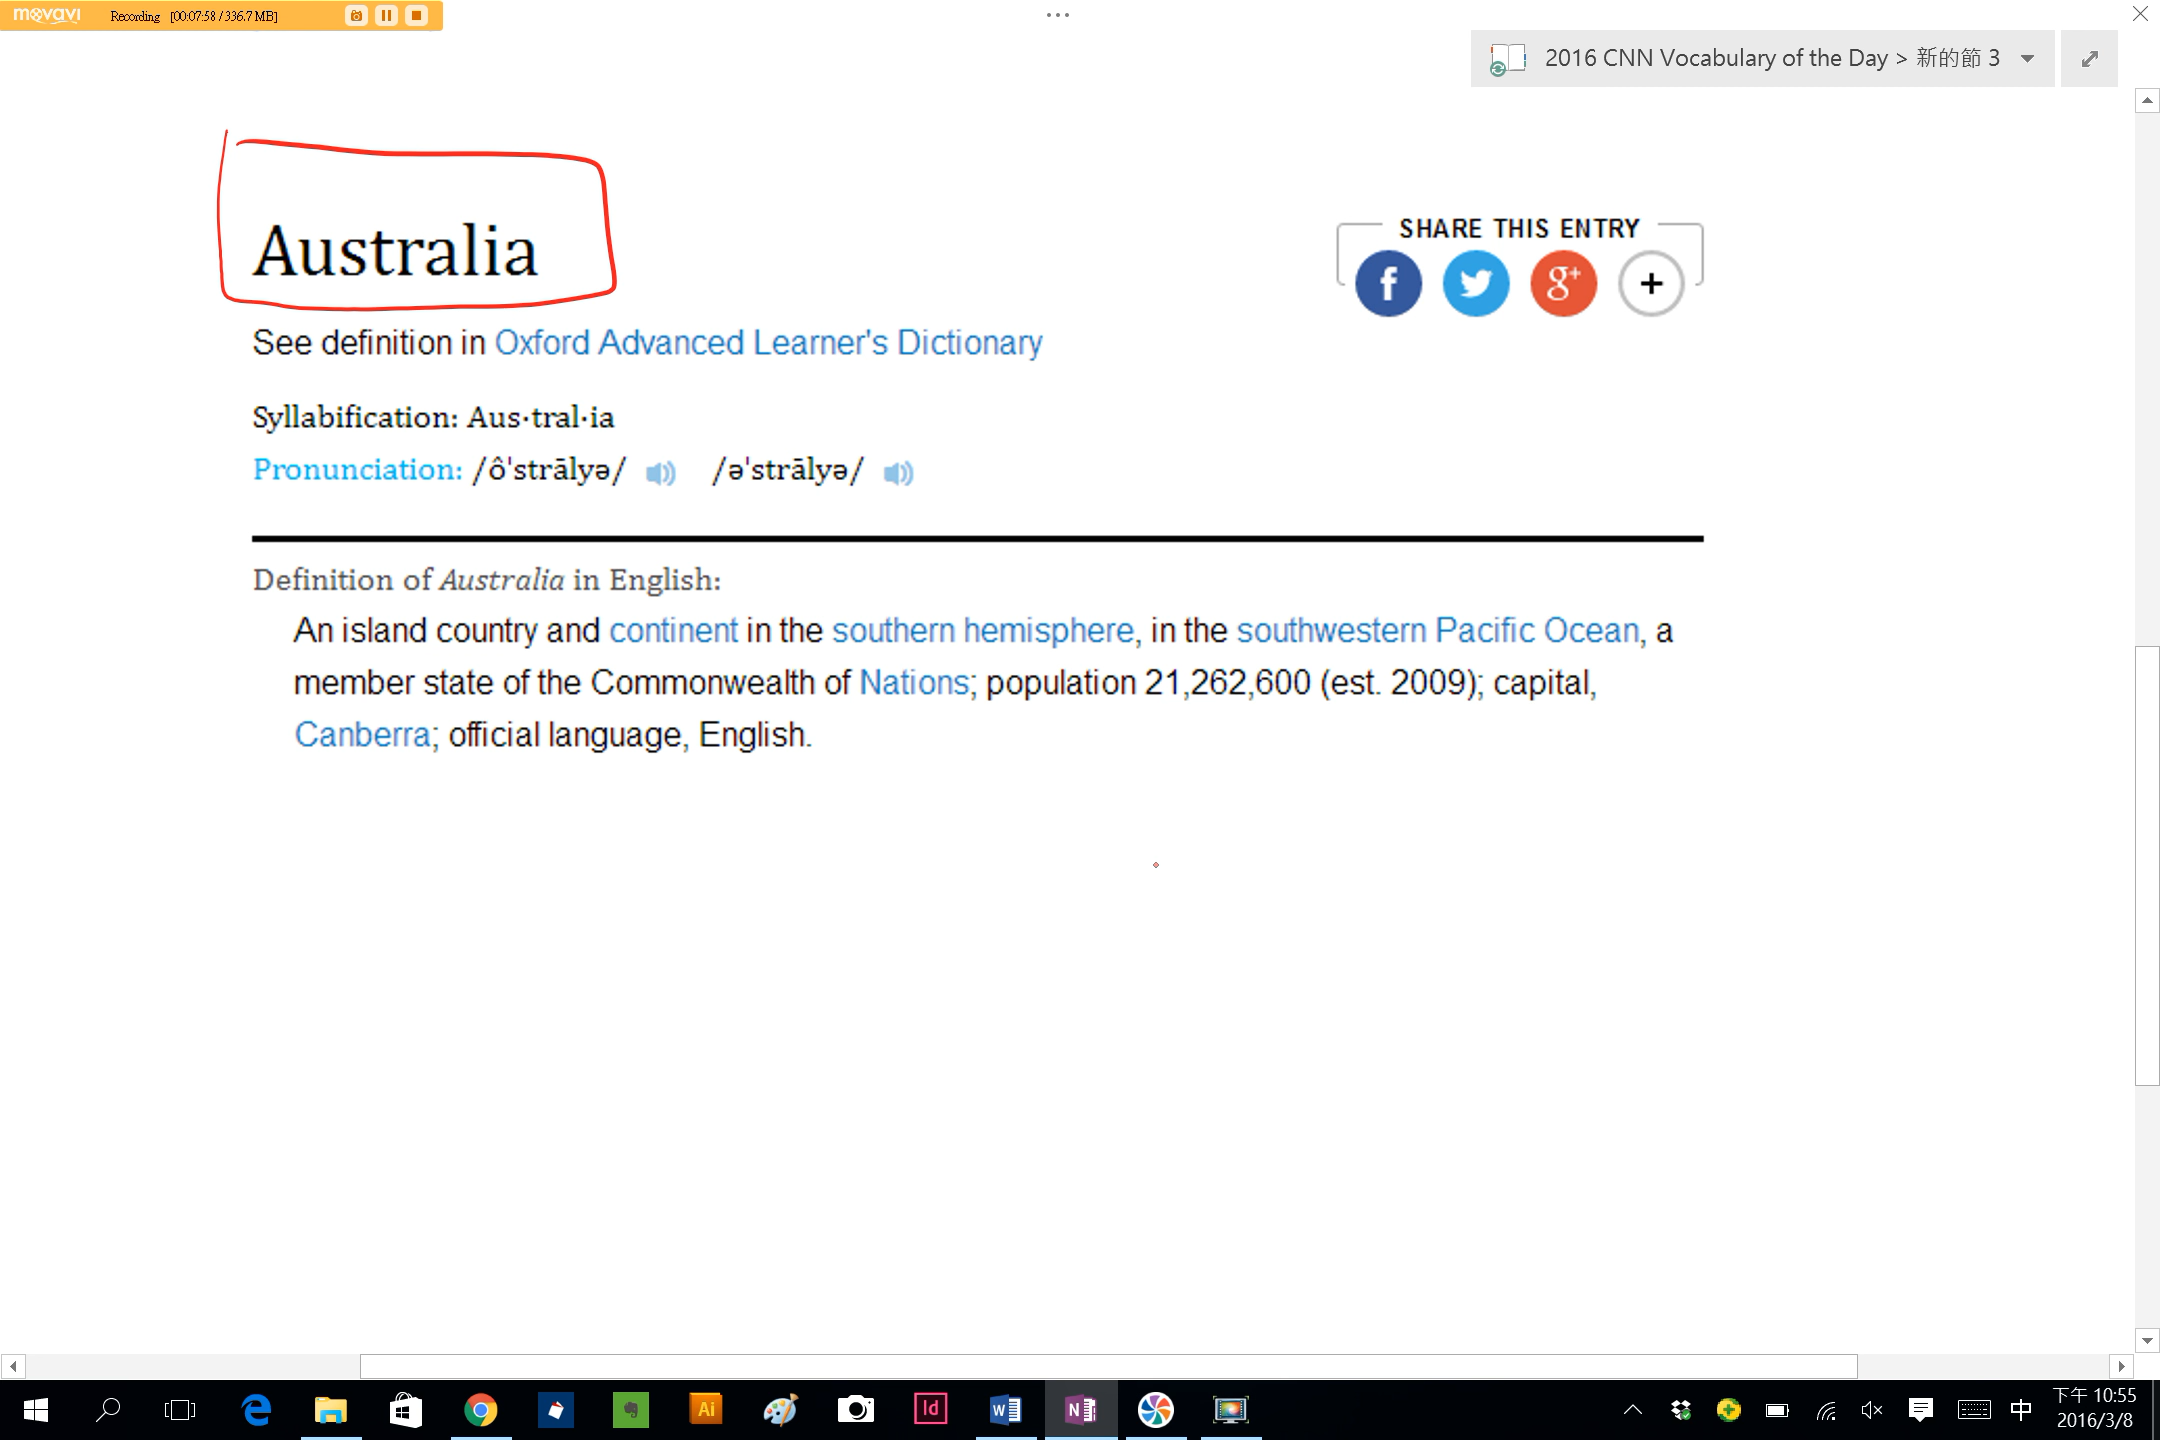 movavi Recording [00:07:58 / 336.7 MB]
2016 CNN Vocabulary of the Day > 新的節 3
Australia
SHARE THIS ENTRY
f g+ +
See definition in Oxford Advanced Learner's Dictionary
Syllabification: Aus·tral·ia
Pronunciation: /ôˈstrālyə/ /əˈstrālyə/
Definition of Australia in English:
An island country and continent in the southern hemisphere, in the southwestern Pacific Ocean, a
member state of the Commonwealth of Nations; population 21,262,600 (est. 2009); capital,
Canberra; official language, English.
Ai Id W N 中 下午 10:55
2016/3/8